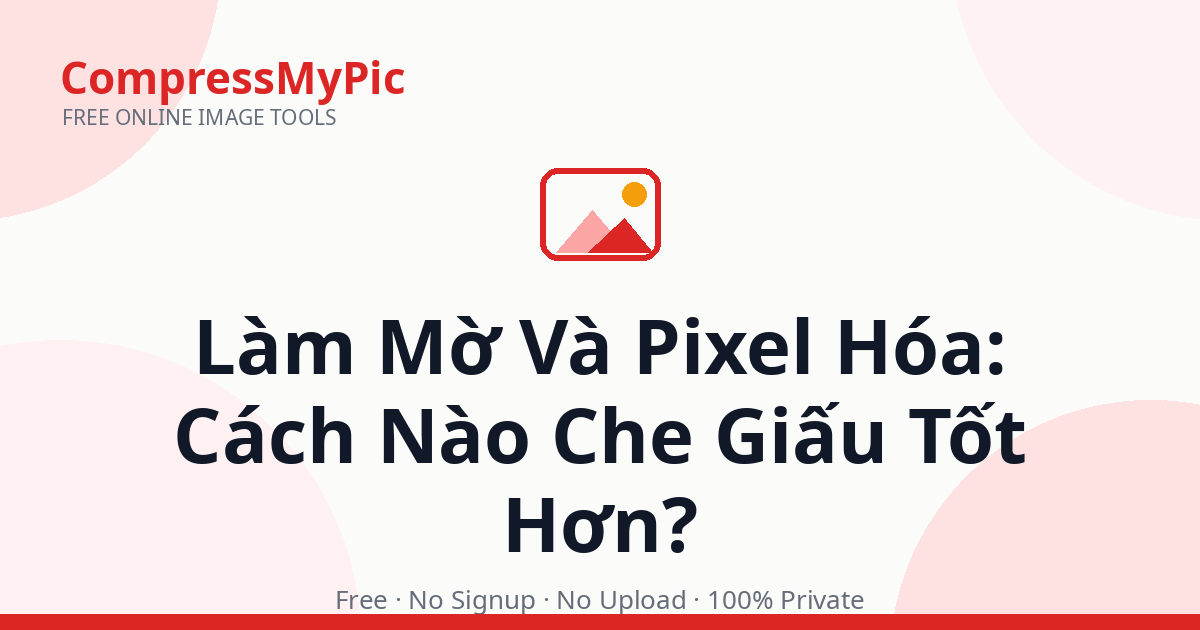 CompressMyPic
FREE ONLINE IMAGE TOOLS
Làm Mờ Và Pixel Hóa:
Cách Nào Che Giấu Tốt
Hơn?
Free · No Signup · No Upload · 100% Private